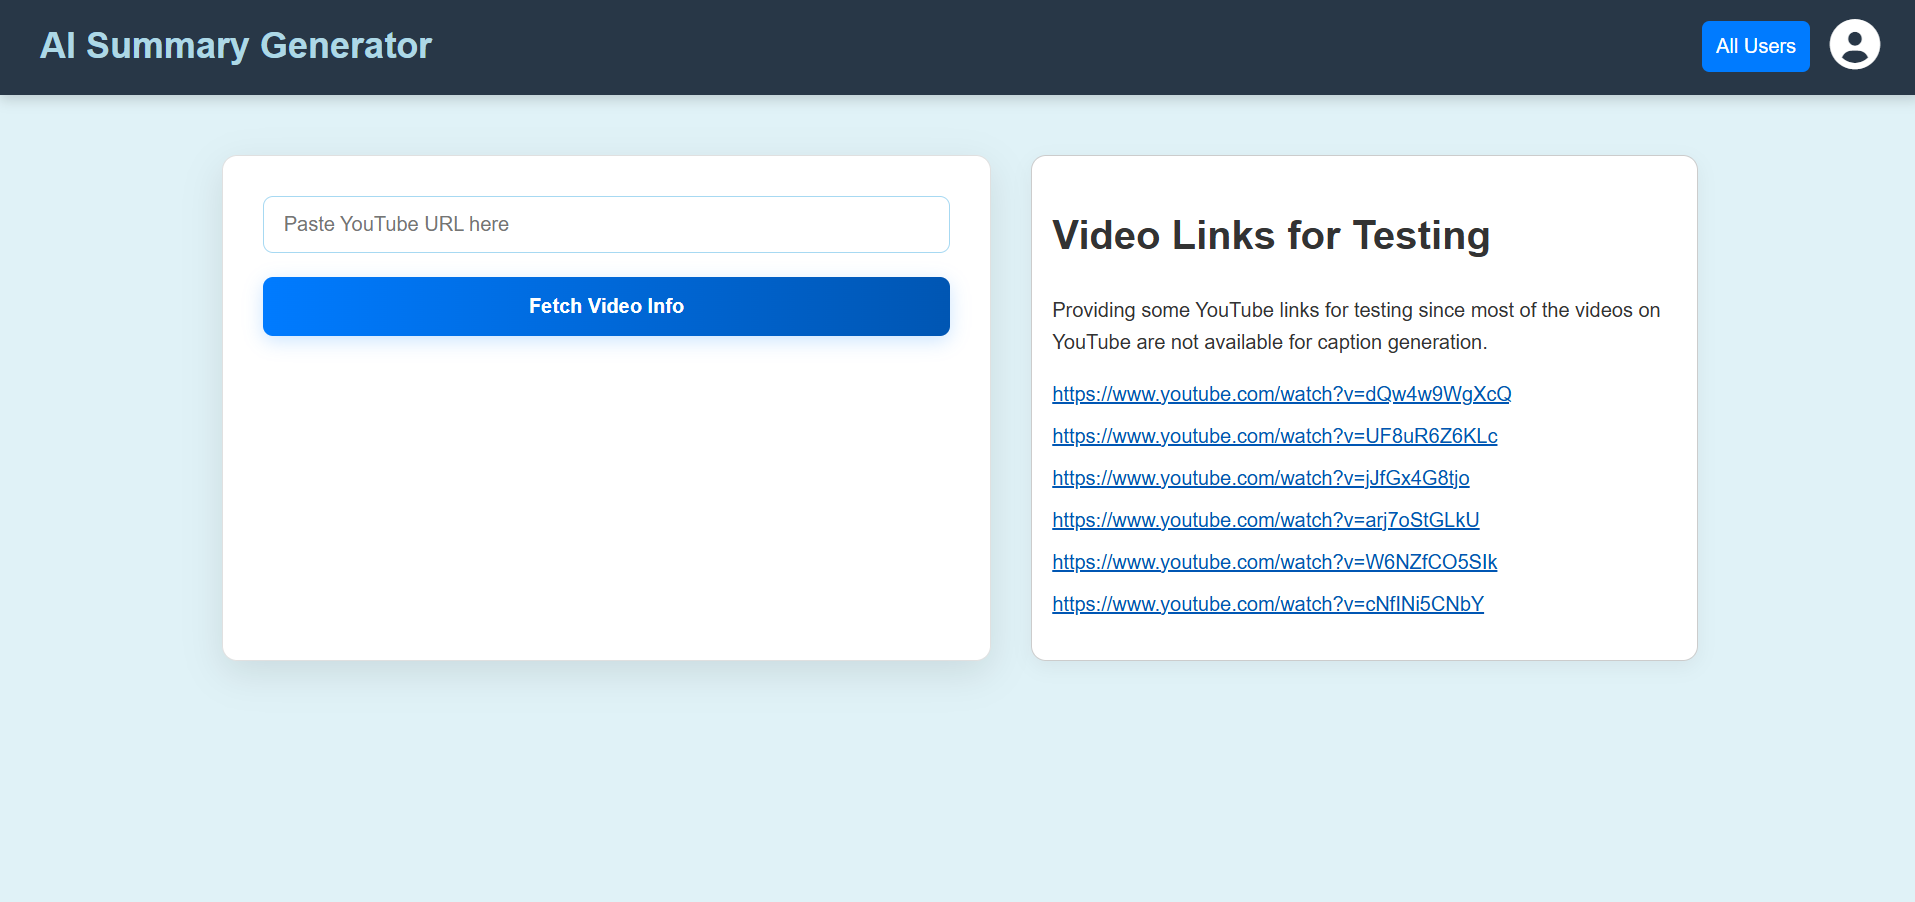 AI Summary Generator
All Users
Paste YouTube URL here
Fetch Video Info
Video Links for Testing
Providing some YouTube links for testing since most of the videos on
YouTube are not available for caption generation.
https://www.youtube.com/watch?v=dQw4w9WgXcQ
https://www.youtube.com/watch?v=UF8uR6Z6KLc
https://www.youtube.com/watch?v=jJfGx4G8tjo
https://www.youtube.com/watch?v=arj7oStGLkU
https://www.youtube.com/watch?v=W6NZfCO5SIk
https://www.youtube.com/watch?v=cNfINi5CNbY